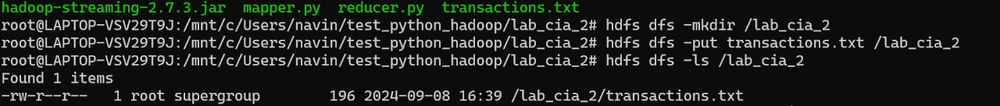 hadoop-streaming-2.7.3.jar  mapper.py  reducer.py  transactions.txt
root@LAPTOP-VSV29T9J:/mnt/c/Users/navin/test_python_hadoop/lab_cia_2# hdfs dfs -mkdir /lab_cia_2
root@LAPTOP-VSV29T9J:/mnt/c/Users/navin/test_python_hadoop/lab_cia_2# hdfs dfs -put transactions.txt /lab_cia_2
root@LAPTOP-VSV29T9J:/mnt/c/Users/navin/test_python_hadoop/lab_cia_2# hdfs dfs -ls /lab_cia_2
Found 1 items
-rw-r--r--   1 root supergroup        196 2024-09-08 16:39 /lab_cia_2/transactions.txt